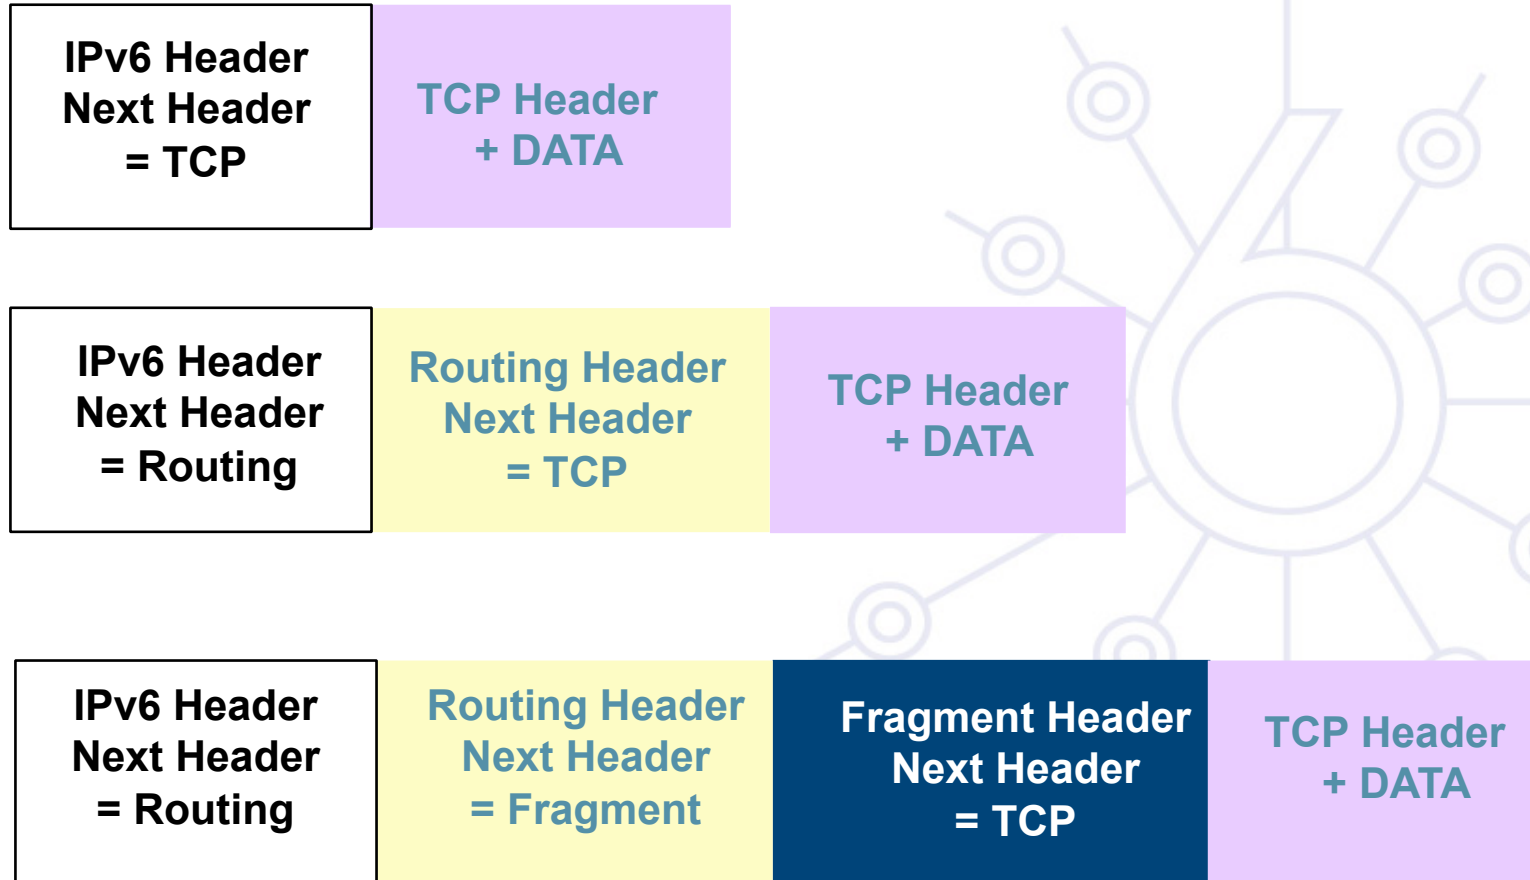 IPv6 Header
Next Header
= TCP
TCP Header
+ DATA
IPv6 Header
Next Header
= Routing
Routing Header
Next Header
= TCP
TCP Header
+ DATA
IPv6 Header
Next Header
= Routing
Routing Header
Next Header
= Fragment
Fragment Header
Next Header
= TCP
TCP Header
+ DATA